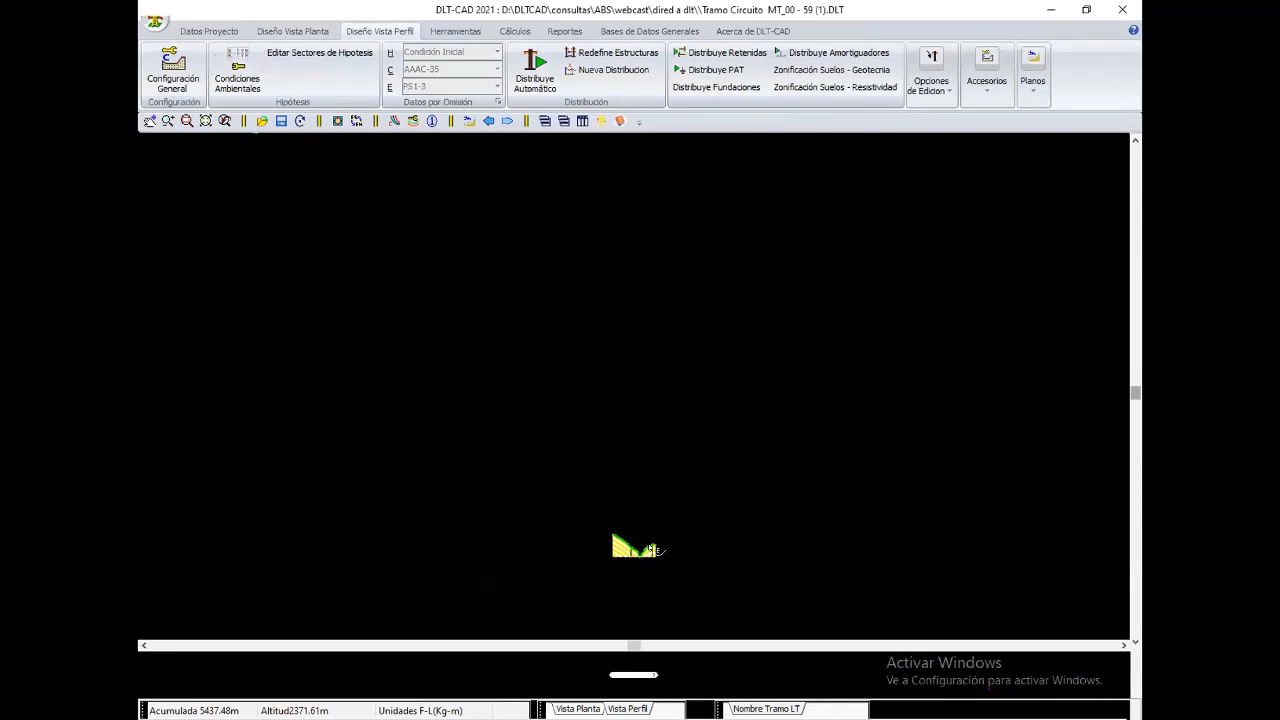 DLT-CAD 2021 : D:\DLTCAD\consultas\ABS\webcast\dired a dlt\\Tramo Circuito MT_00 - 59 (1).DLT
Datos Proyecto Diseño Vista Planta Diseño Vista Perfil Herramientas Cálculos Reportes Bases de Datos Generales Acerca de DLT-CAD
Configuración General
Configuración
Condiciones Ambientales
Editar Sectores de Hipotesis
Hipótesis
H Condición Inicial
C AAAC-35
E PS1-3
Datos por Omisión
Distribuye Automático
Redefine Estructuras
Nueva Distribucion
Distribución
Distribuye Retenidas Distribuye Amortiguadores
Distribuye PAT Zonificación Suelos - Geotecnia
Distribuye Fundaciones Zonificación Suelos - Resistividad
Opciones de Edicion
Accesorios
Planos
Activar Windows
Ve a Configuración para activar Windows.
Acumulada 5437.48m Altitud2371.61m Unidades F-L(Kg-m) Vista Planta Vista Perfil Nombre Tramo LT